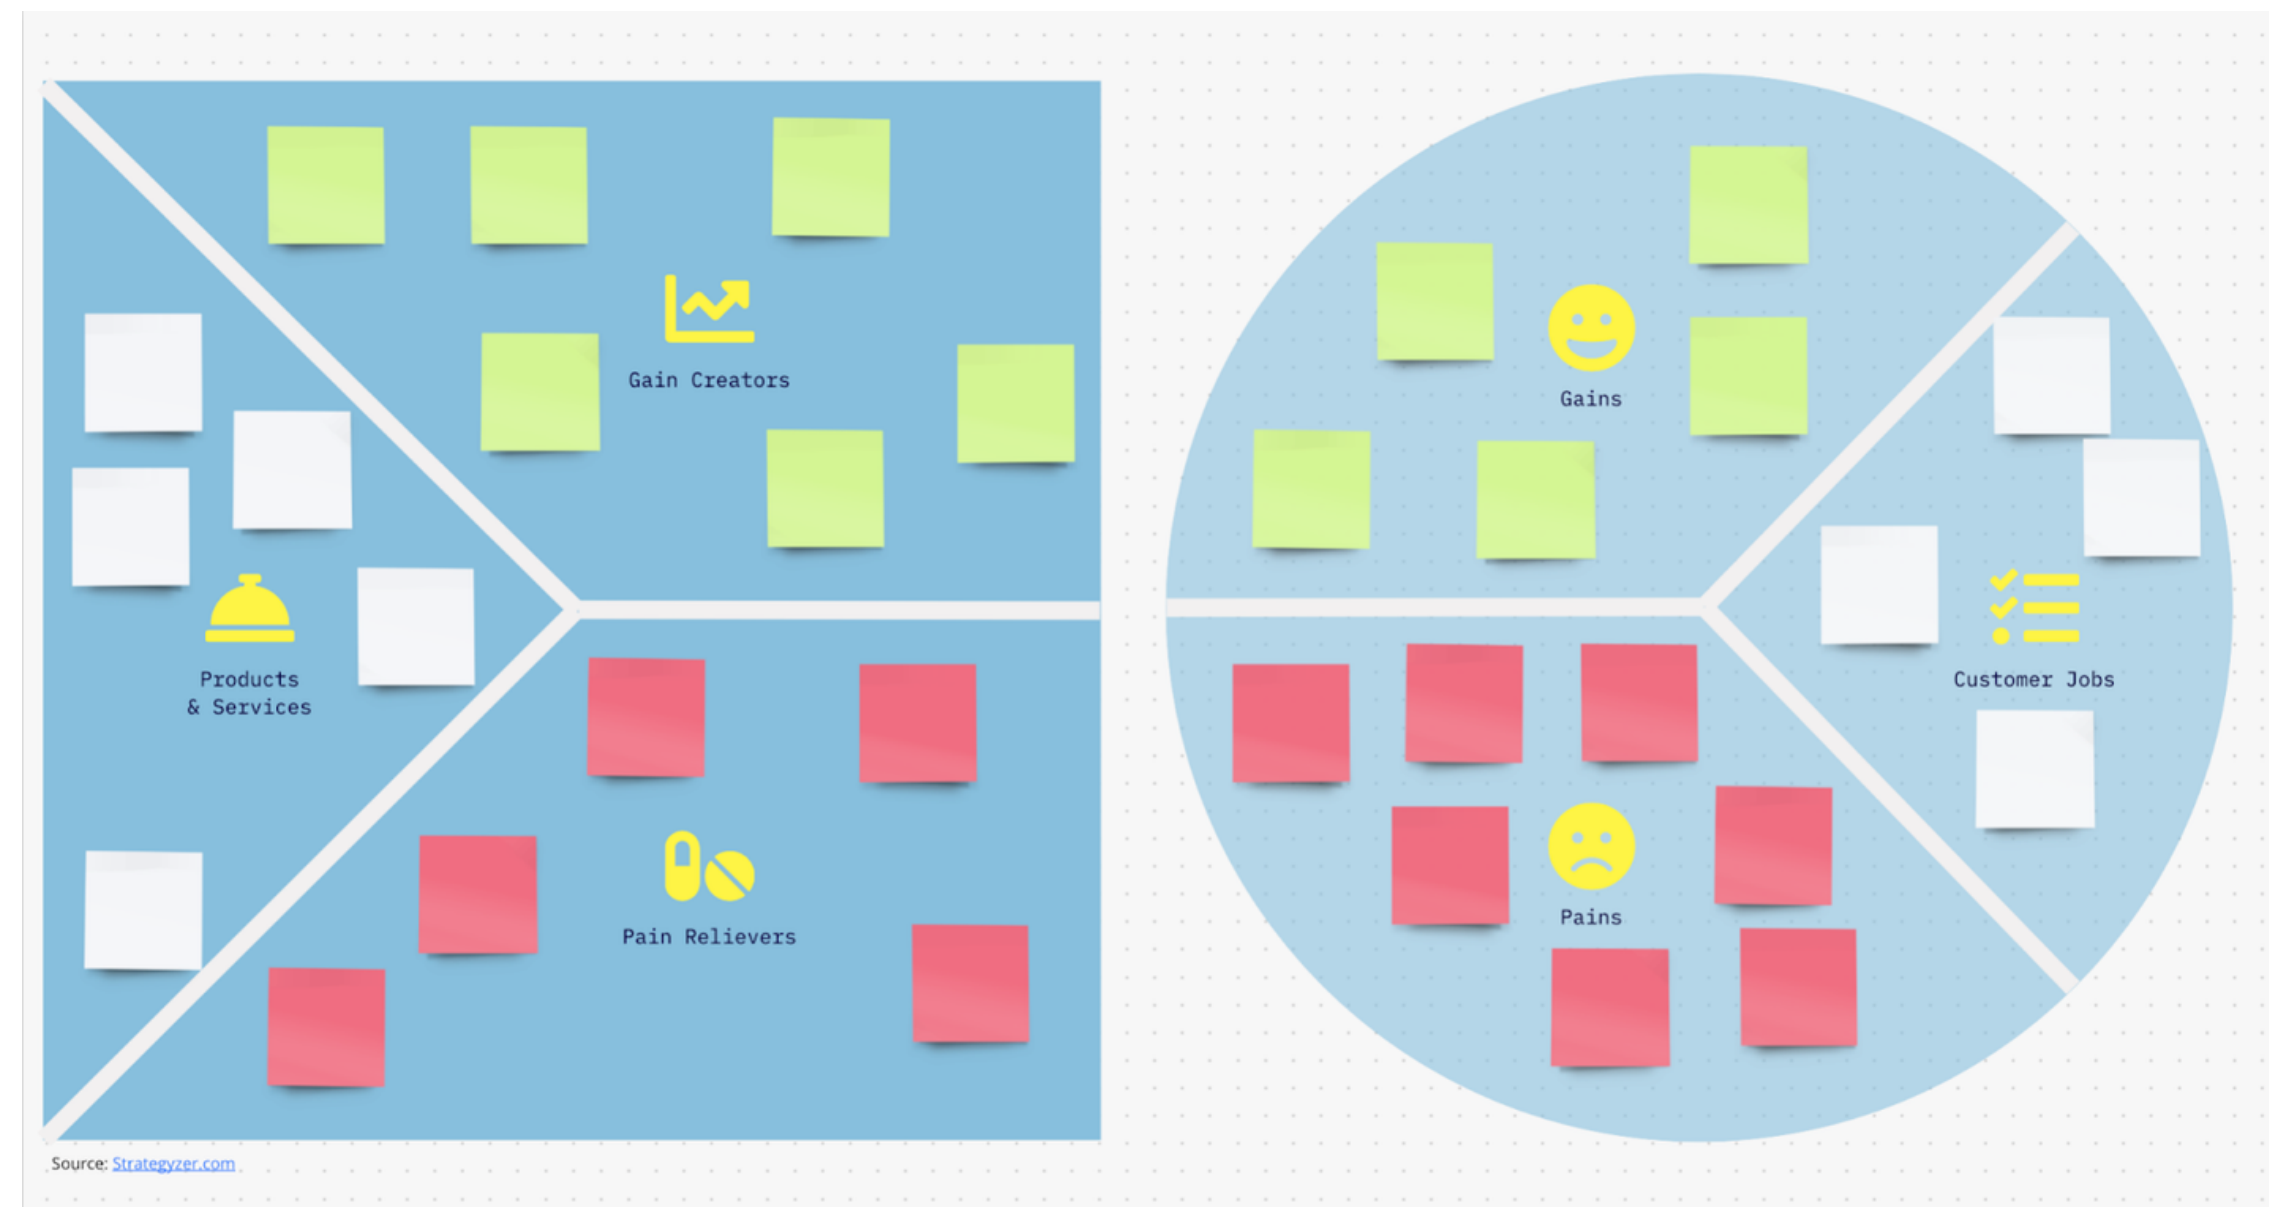 Gain Creators
Products
& Services
Pain Relievers
Gains
Pains
Customer Jobs
Source: Strategyzer.com